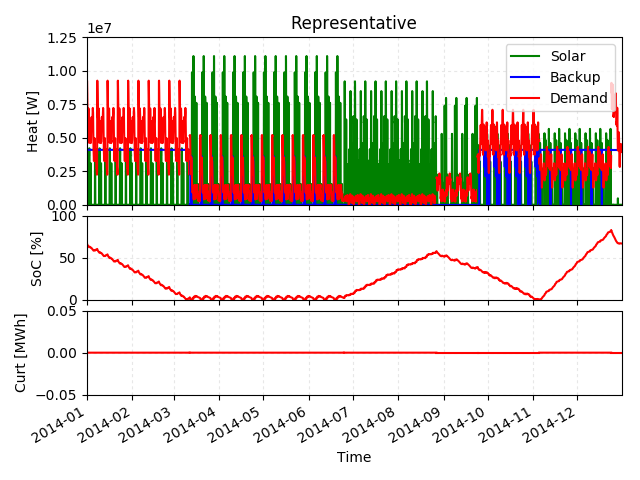 Representative
1e7
1.25
1.00
0.75
0.50
0.25
0.00
Heat [W]
Solar
Backup
Demand
100
50
0
SoC [%]
0.05
0.00
−0.05
Curt [MWh]
2014-01
2014-02
2014-03
2014-04
2014-05
2014-06
2014-07
2014-08
2014-09
2014-10
2014-11
2014-12
Time